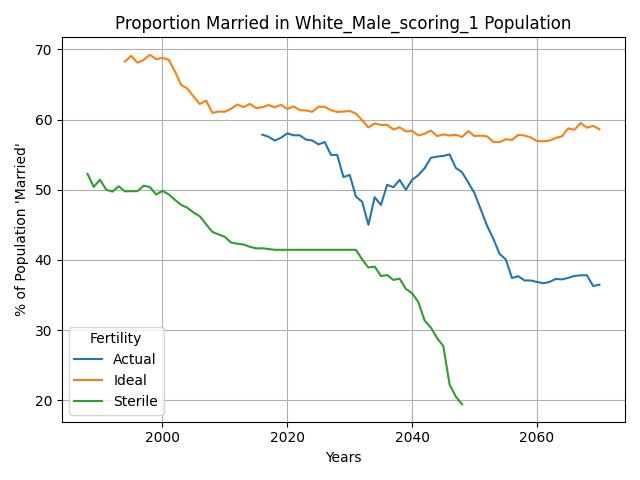 Proportion Married in White_Male_scoring_1 Population
% of Population 'Married'
70
60
50
40
30
20
Fertility
Actual
Ideal
Sterile
2000
2020
2040
2060
Years